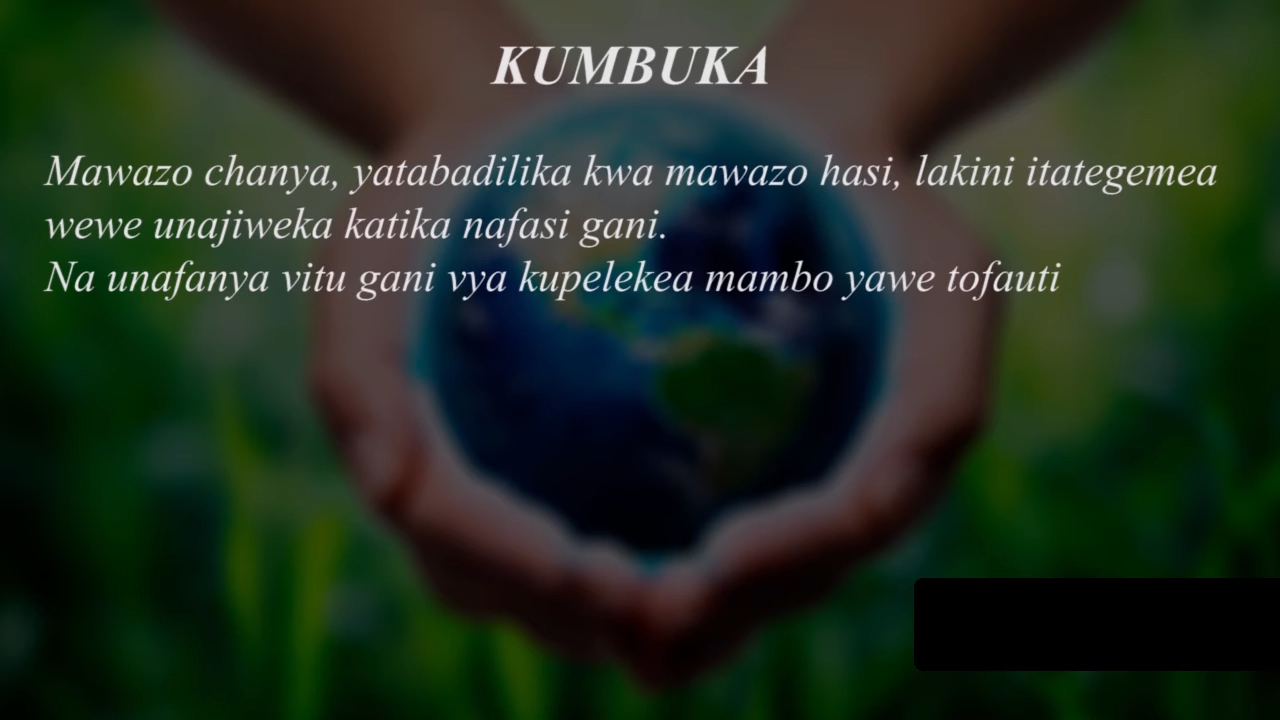 KUMBUKA
Mawazo chanya, yatabadilika kwa mawazo hasi, lakini itategemea
wewe unajiweka katika nafasi gani.
Na unafanya vitu gani vya kupelekea mambo yawe tofauti